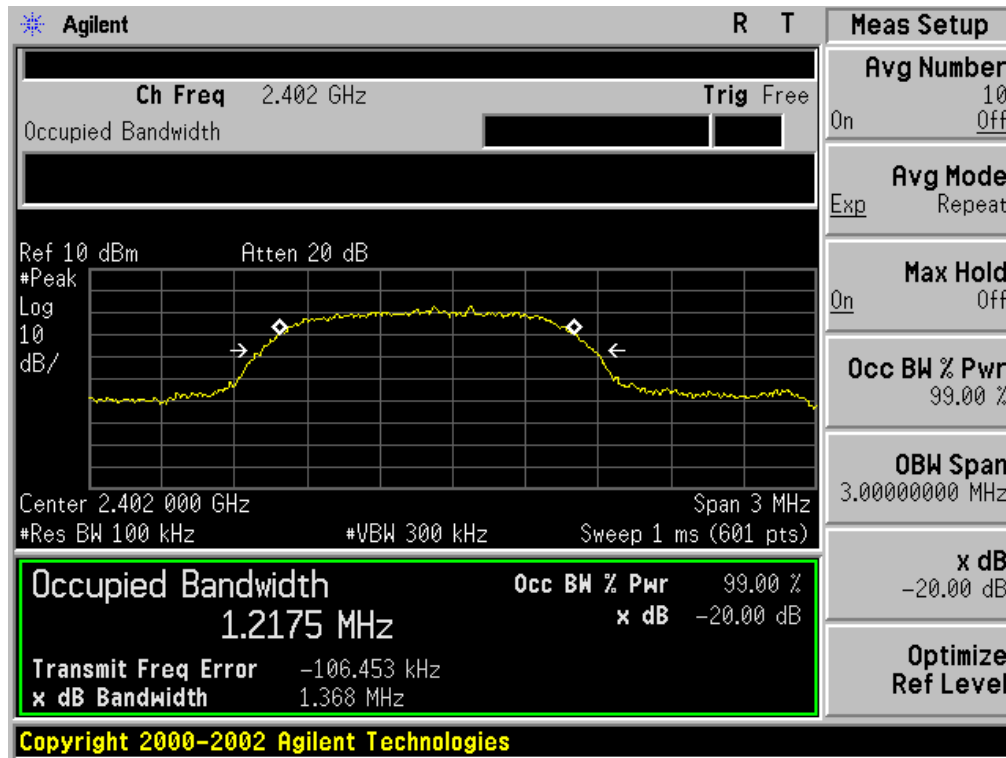 Agilent R T
Ch Freq 2.402 GHz Trig Free
Occupied Bandwidth
Ref 10 dBm Atten 20 dB
#Peak
Log
10
dB/
Center 2.402 000 GHz Span 3 MHz
#Res BW 100 kHz #VBW 300 kHz Sweep 1 ms (601 pts)
Occupied Bandwidth Occ BW % Pwr 99.00 %
1.2175 MHz x dB -20.00 dB
Transmit Freq Error -106.453 kHz
x dB Bandwidth 1.368 MHz
Copyright 2000-2002 Agilent Technologies
Meas Setup
Avg Number
10
On Off
Avg Mode
Exp Repeat
Max Hold
On Off
Occ BW % Pwr
99.00 %
OBW Span
3.00000000 MHz
x dB
-20.00 dB
Optimize
Ref Level